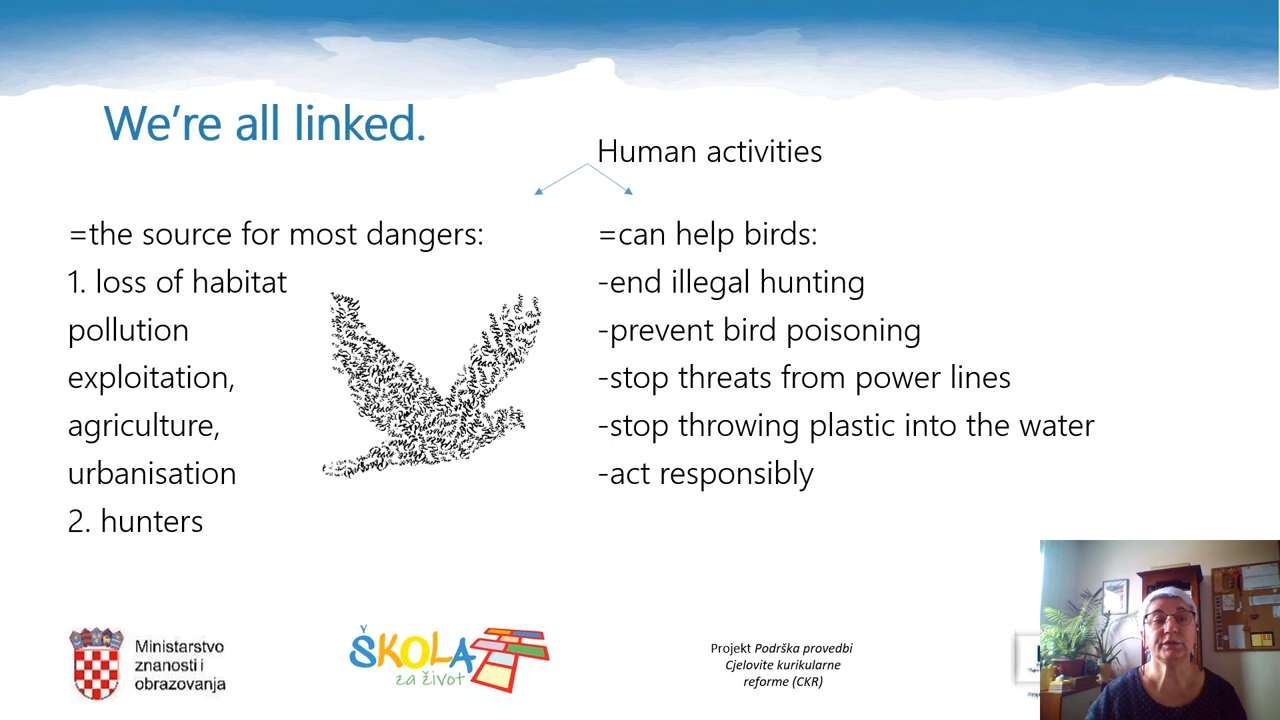 We're all linked.
Human activities
=the source for most dangers:
1. loss of habitat
pollution
exploitation,
agriculture,
urbanisation
2. hunters
=can help birds:
-end illegal hunting
-prevent bird poisoning
-stop threats from power lines
-stop throwing plastic into the water
-act responsibly
Ministarstvo
znanosti i
obrazovanja
ŠKOLA
za život
Projekt Podrška provedbi
Cjelovite kurikularne
reforme (CKR)